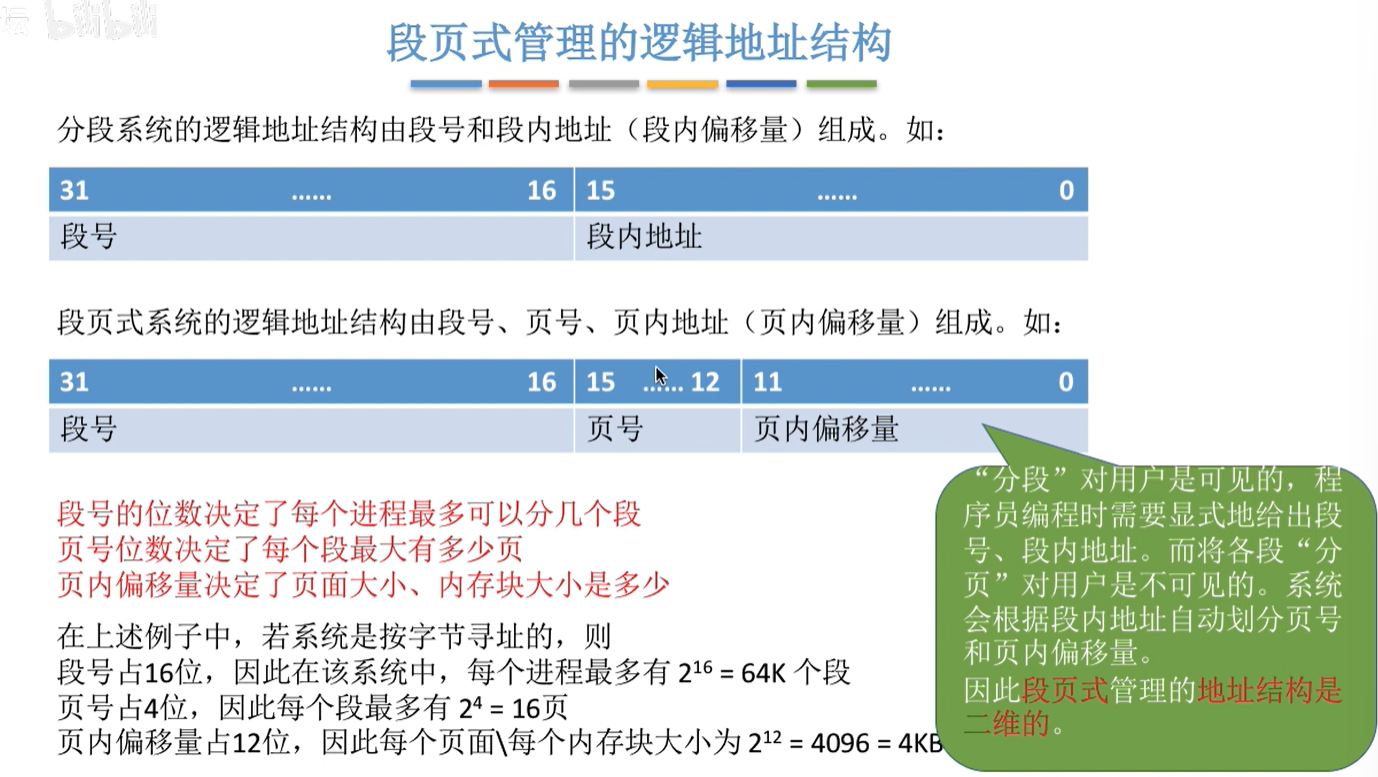 坛 bilibili
段页式管理的逻辑地址结构
分段系统的逻辑地址结构由段号和段内地址（段内偏移量）组成。如：
31 …… 16 15 …… 0
段号 段内地址
段页式系统的逻辑地址结构由段号、页号、页内地址（页内偏移量）组成。如：
31 …… 16 15 …… 12 11 …… 0
段号 页号 页内偏移量
段号的位数决定了每个进程最多可以分几个段
页号位数决定了每个段最大有多少页
页内偏移量决定了页面大小、内存块大小是多少
在上述例子中，若系统是按字节寻址的，则
段号占16位，因此在该系统中，每个进程最多有 2¹⁶ = 64K 个段
页号占4位，因此每个段最多有 2⁴ = 16页
页内偏移量占12位，因此每个页面\每个内存块大小为 2¹² = 4096 = 4KB
“分段”对用户是可见的，程
序员编程时需要显式地给出段
号、段内地址。而将各段“分
页”对用户是不可见的。系统
会根据段内地址自动划分页号
和页内偏移量。
因此段页式管理的地址结构是
二维的。